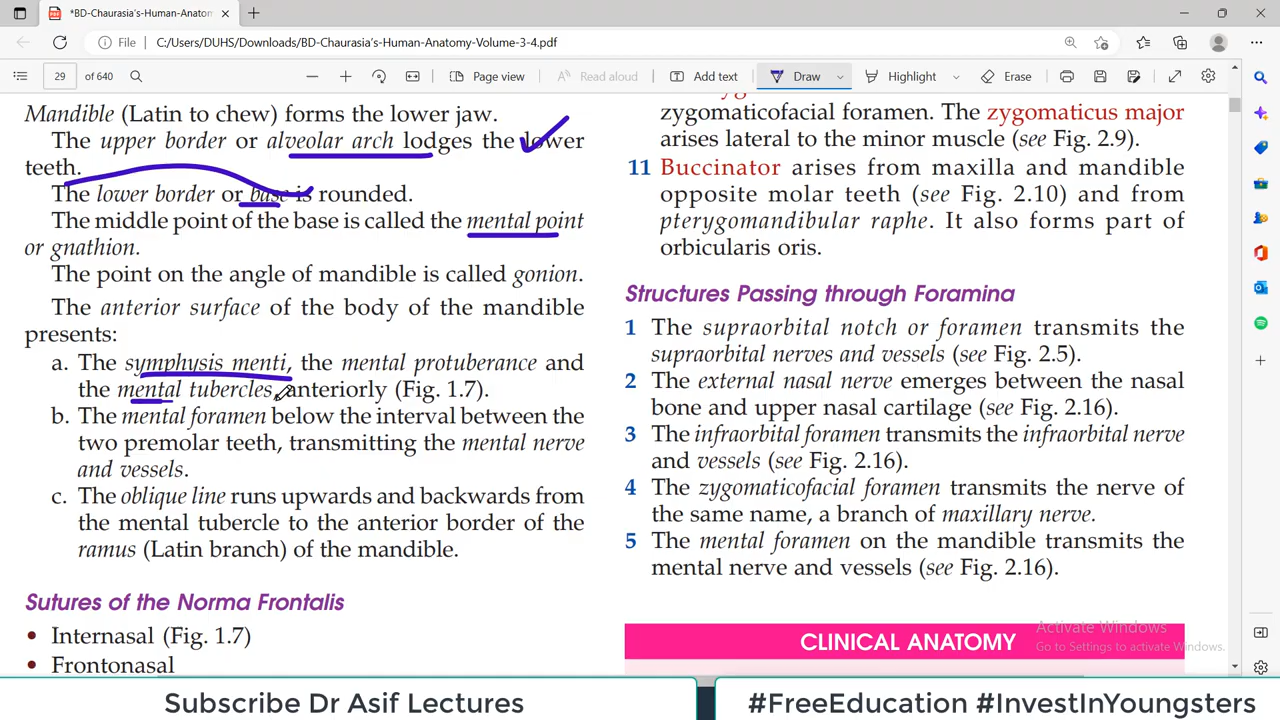 *BD-Chaurasia's-Human-Anatom
File
C:/Users/DUHS/Downloads/BD-Chaurasia's-Human-Anatomy-Volume-3-4.pdf
29
of 640
Page view
Read aloud
Add text
Draw
Highlight
Erase
Mandible (Latin to chew) forms the lower jaw.
The upper border or alveolar arch lodges the lower
teeth.
The lower border or base is rounded.
The middle point of the base is called the mental point
or gnathion.
The point on the angle of mandible is called gonion.
The anterior surface of the body of the mandible
presents:
a. The symphysis menti, the mental protuberance and
the mental tubercles, anteriorly (Fig. 1.7).
b. The mental foramen below the interval between the
two premolar teeth, transmitting the mental nerve
and vessels.
c. The oblique line runs upwards and backwards from
the mental tubercle to the anterior border of the
ramus (Latin branch) of the mandible.
Sutures of the Norma Frontalis
• Internasal (Fig. 1.7)
• Frontonasal
zygomaticofacial foramen. The zygomaticus major
arises lateral to the minor muscle (see Fig. 2.9).
11 Buccinator arises from maxilla and mandible
opposite molar teeth (see Fig. 2.10) and from
pterygomandibular raphe. It also forms part of
orbicularis oris.
Structures Passing through Foramina
1 The supraorbital notch or foramen transmits the
supraorbital nerves and vessels (see Fig. 2.5).
2 The external nasal nerve emerges between the nasal
bone and upper nasal cartilage (see Fig. 2.16).
3 The infraorbital foramen transmits the infraorbital nerve
and vessels (see Fig. 2.16).
4 The zygomaticofacial foramen transmits the nerve of
the same name, a branch of maxillary nerve.
5 The mental foramen on the mandible transmits the
mental nerve and vessels (see Fig. 2.16).
CLINICAL ANATOMY
Activate Windows
Go to Settings to activate Windows.
Subscribe Dr Asif Lectures
#FreeEducation #InvestInYoungsters